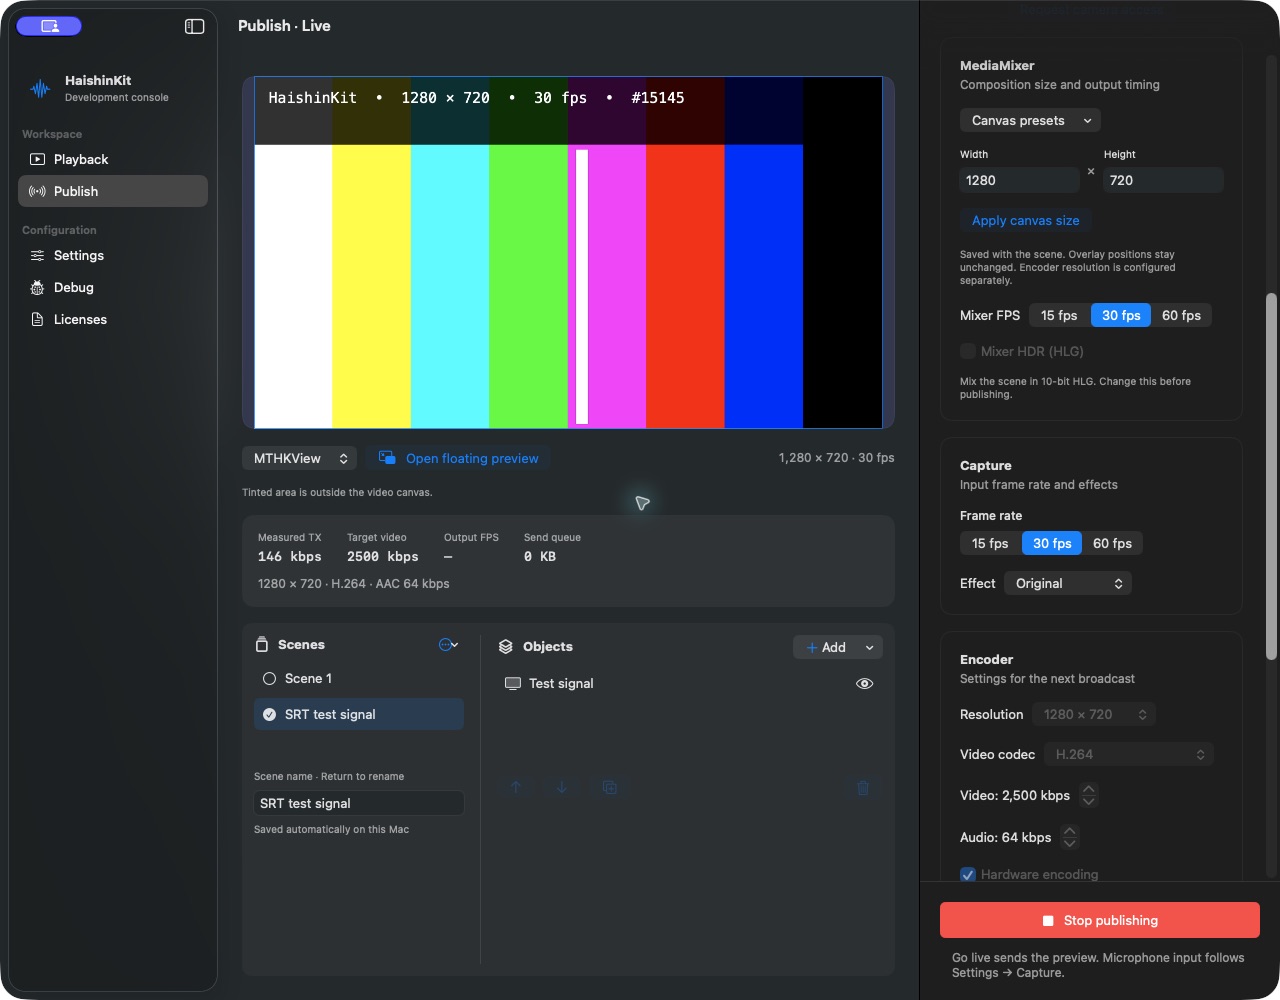 HaishinKit
Development console
Workspace
Playback
Publish
Configuration
Settings
Debug
Licenses
Publish · Live
HaishinKit • 1280 × 720 • 30 fps • #15145
MTHKView
Open floating preview
1,280 × 720 · 30 fps
Tinted area is outside the video canvas.
Measured TX
146 kbps
Target video
2500 kbps
Output FPS
—
Send queue
0 KB
1280 × 720 · H.264 · AAC 64 kbps
Scenes
Scene 1
SRT test signal
Scene name · Return to rename
SRT test signal
Saved automatically on this Mac
Objects
Add
Test signal
MediaMixer
Composition size and output timing
Canvas presets
Width
Height
1280 × 720
Apply canvas size
Saved with the scene. Overlay positions stay
unchanged. Encoder resolution is configured
separately.
Mixer FPS 15 fps 30 fps 60 fps
Mixer HDR (HLG)
Mix the scene in 10-bit HLG. Change this before
publishing.
Capture
Input frame rate and effects
Frame rate
15 fps 30 fps 60 fps
Effect Original
Encoder
Settings for the next broadcast
Resolution 1280 × 720
Video codec H.264
Video: 2,500 kbps
Audio: 64 kbps
Hardware encoding
Stop publishing
Go live sends the preview. Microphone input follows
Settings → Capture.